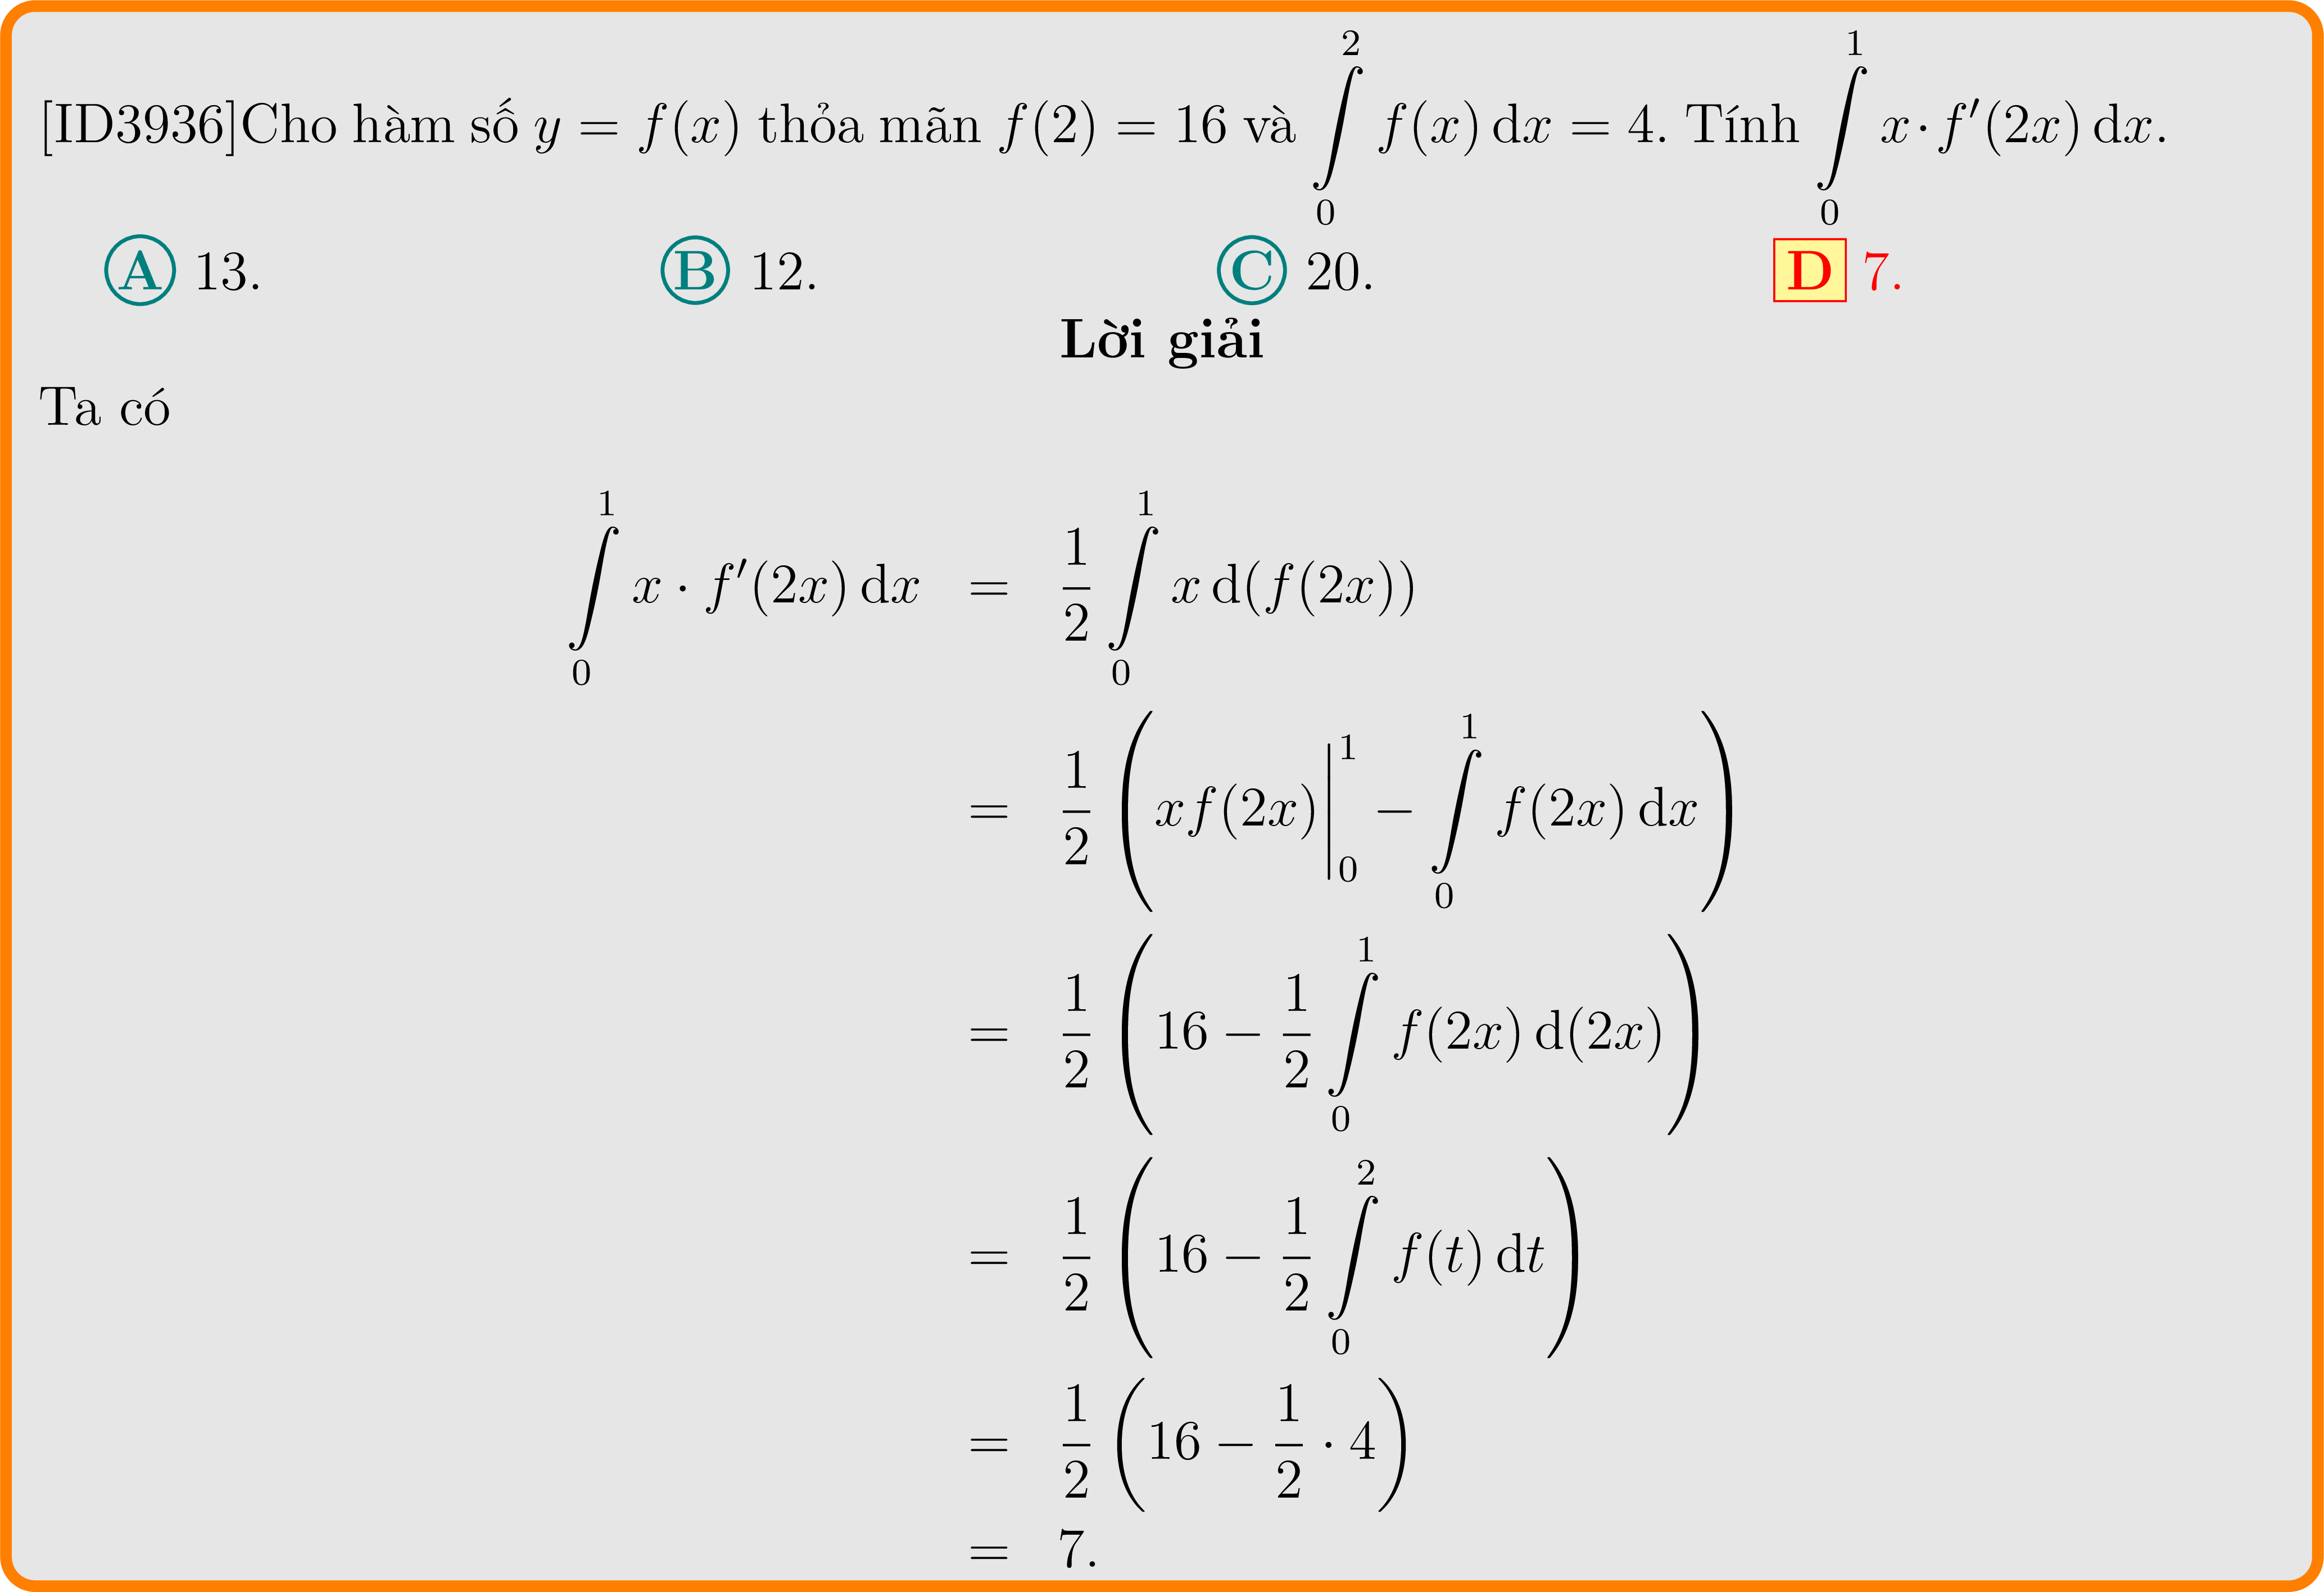 [ID3936]Cho hàm số $y = f(x)$ thỏa mãn $f(2) = 16$ và $\int\limits_0^2 f(x)\,\mathrm{d}x = 4$. Tính $\int\limits_0^1 x \cdot f'(2x)\,\mathrm{d}x$.
A 13. B 12. C 20. D 7.
Lời giải
Ta có
$\int\limits_0^1 x \cdot f'(2x)\,\mathrm{d}x = \frac{1}{2} \int\limits_0^1 x\,\mathrm{d}(f(2x))$
$= \frac{1}{2} \left( xf(2x) \Big|_0^1 - \int\limits_0^1 f(2x)\,\mathrm{d}x \right)$
$= \frac{1}{2} \left( 16 - \frac{1}{2} \int\limits_0^1 f(2x)\,\mathrm{d}(2x) \right)$
$= \frac{1}{2} \left( 16 - \frac{1}{2} \int\limits_0^2 f(t)\,\mathrm{d}t \right)$
$= \frac{1}{2} \left( 16 - \frac{1}{2} \cdot 4 \right)$
$= 7.$